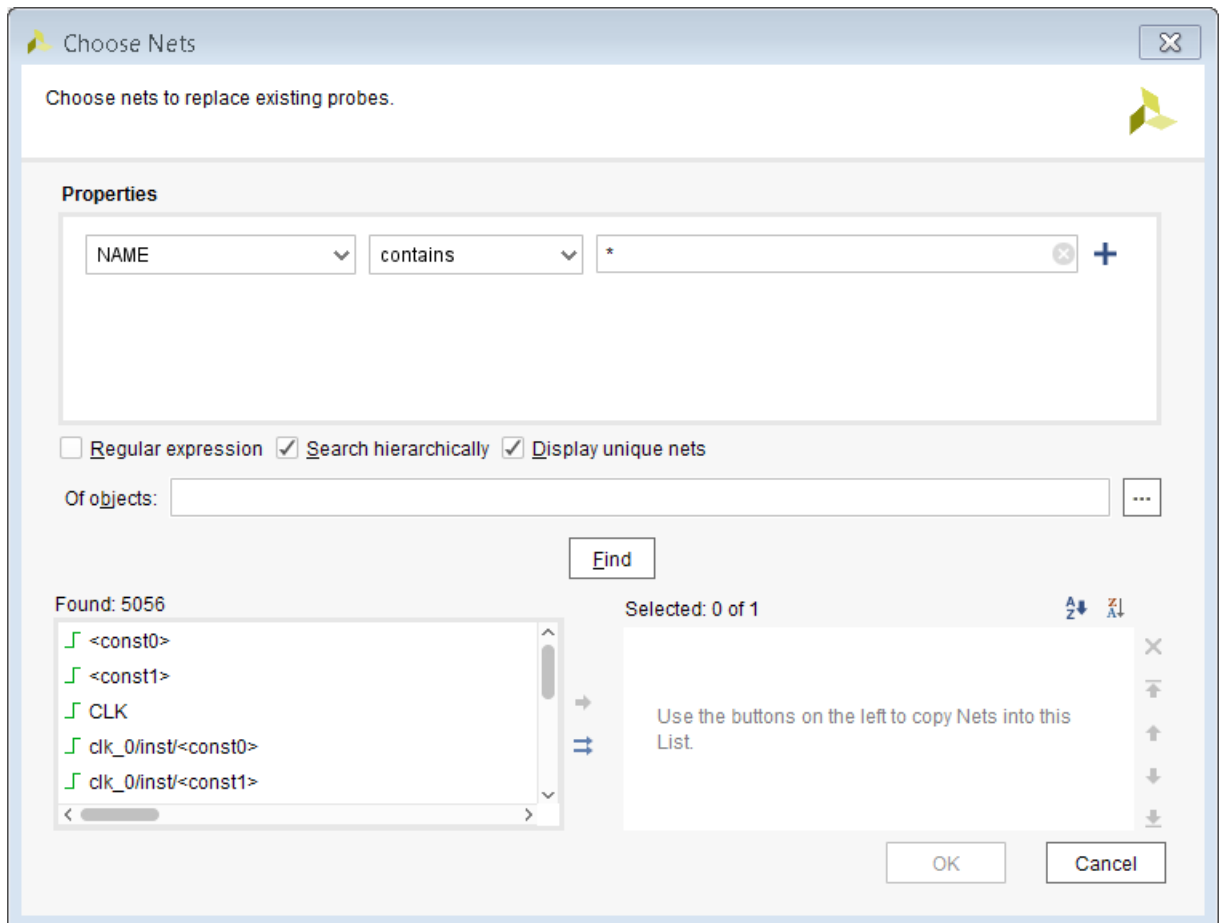 Choose Nets
Choose nets to replace existing probes.
Properties
NAME contains *
Regular expression Search hierarchically Display unique nets
Of objects: ...
Find
Found: 5056
Selected: 0 of 1
<const0>
<const1>
CLK
clk_0/inst/<const0>
clk_0/inst/<const1>
Use the buttons on the left to copy Nets into this
List.
OK Cancel